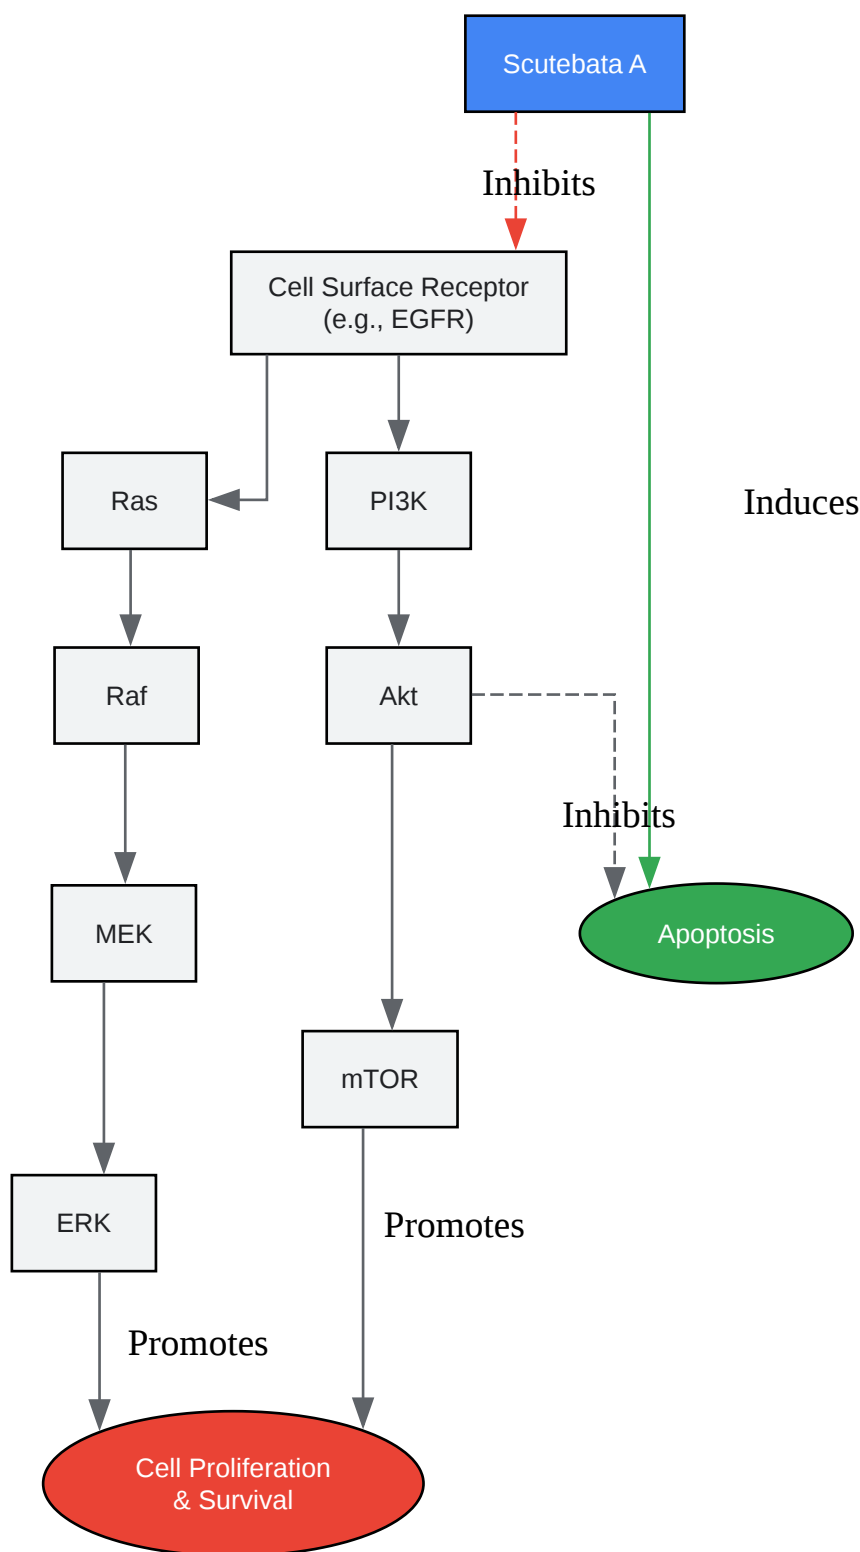 Scutebata A
Inhibits
Cell Surface Receptor
(e.g., EGFR)
Ras
PI3K
Induces
Raf
Akt
Inhibits
MEK
Apoptosis
mTOR
ERK
Promotes
Promotes
Cell Proliferation
& Survival